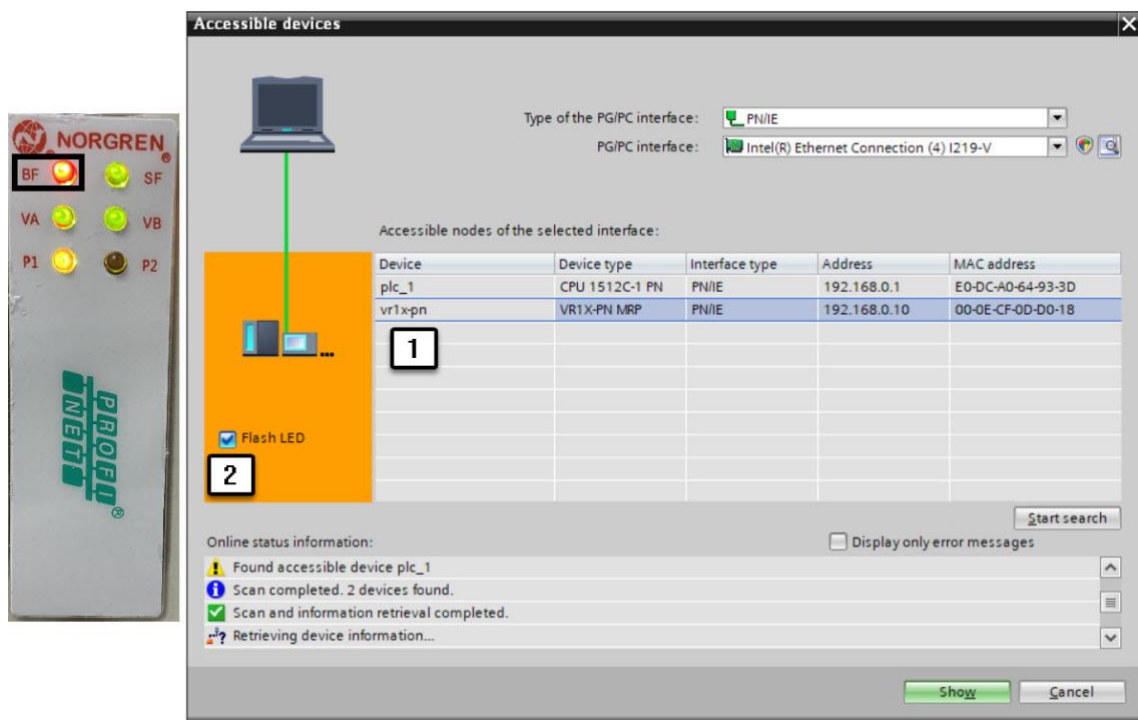 NORGREN®
BF SF
VA VB
P1 P2
PROFI
NET®
Accessible devices
Type of the PG/PC interface: PN/IE
PG/PC interface: Intel(R) Ethernet Connection (4) I219-V
Accessible nodes of the selected interface:
Device Device type Interface type Address MAC address
plc_1 CPU 1512C-1 PN PN/IE 192.168.0.1 E0-DC-A0-64-93-3D
vr1x-pn VR1X-PN MRP PN/IE 192.168.0.10 00-0E-CF-0D-D0-18
1
Flash LED
2
Start search
Online status information: Display only error messages
Found accessible device plc_1
Scan completed. 2 devices found.
Scan and information retrieval completed.
Retrieving device information...
Show Cancel